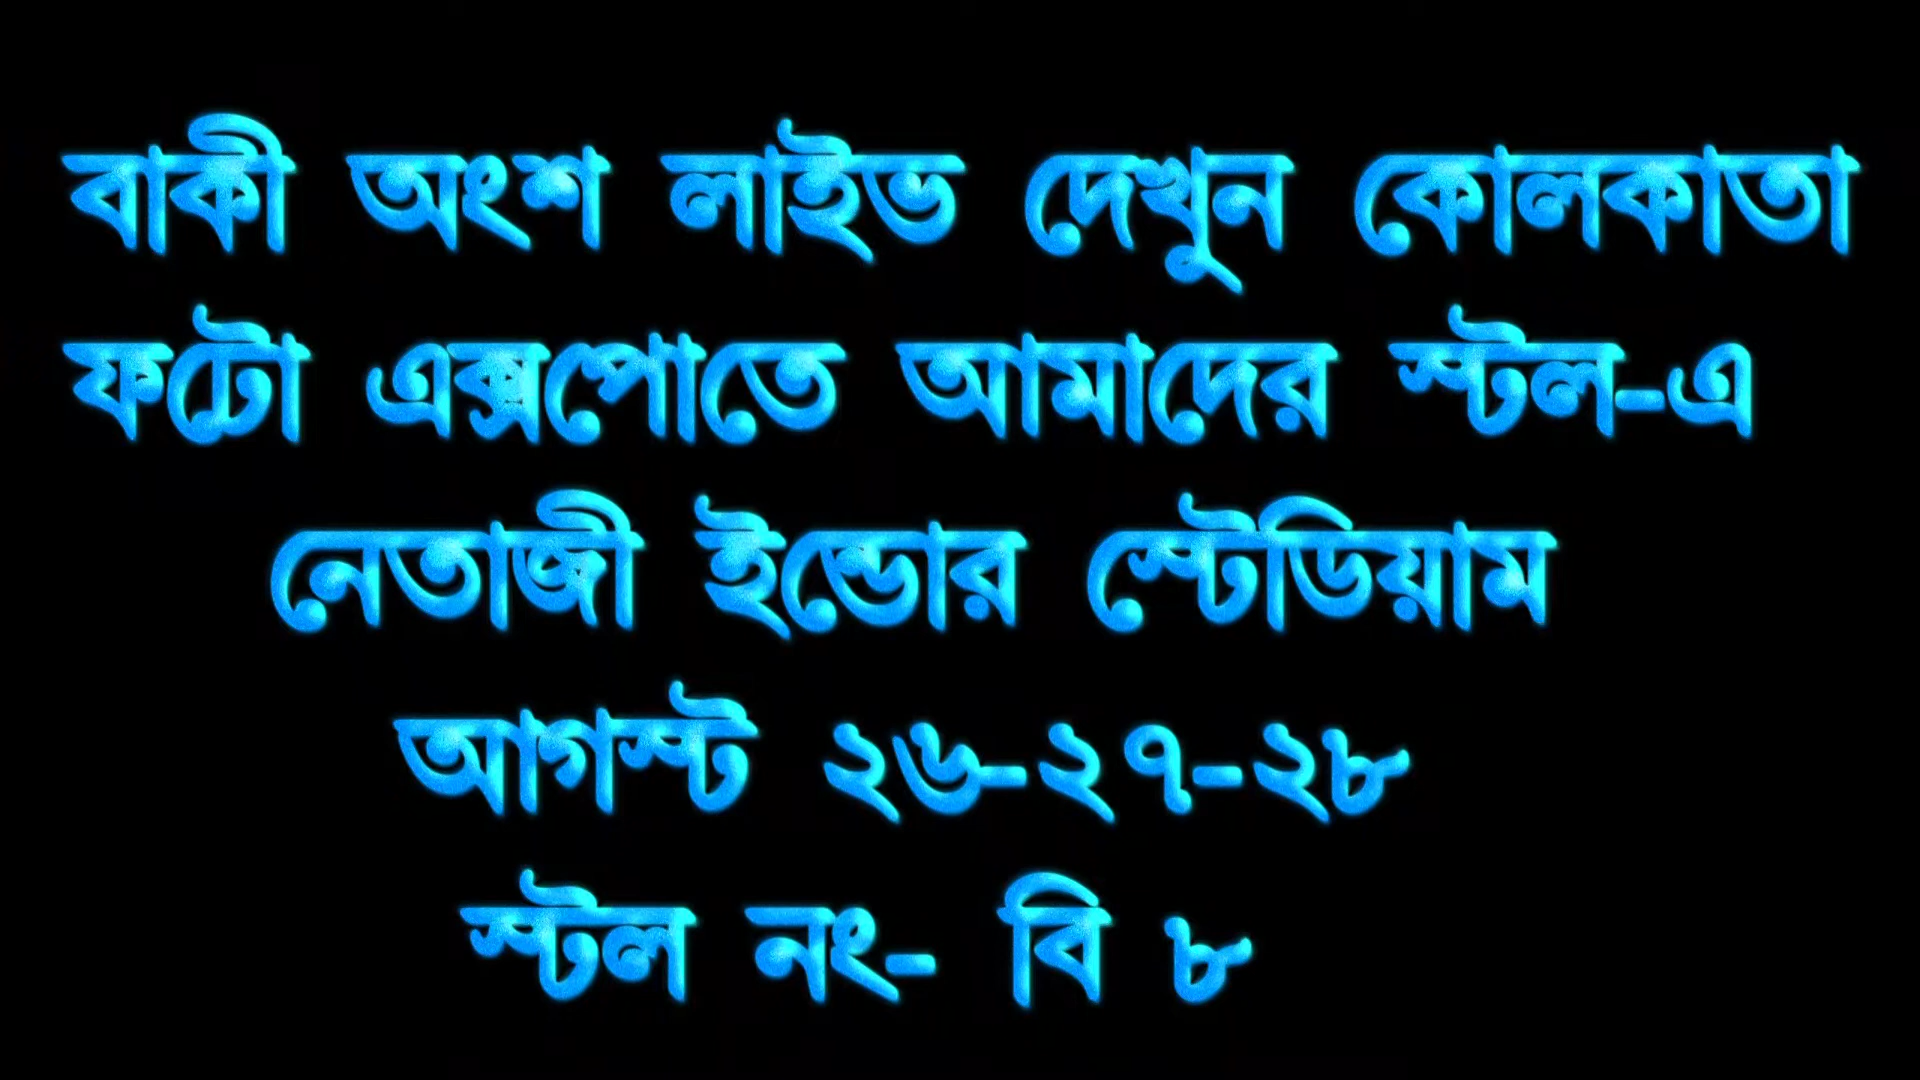 বাকী অংশ লাইভ দেখুন কোলকাতা
ফটো এক্সপোতে আমাদের স্টল-এ
নেতাজী ইন্ডোর স্টেডিয়াম
আগস্ট ২৬-২৭-২৮
স্টল নং- বি ৮